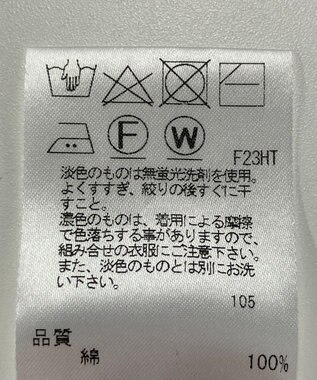 F W F23HT
淡色のものは無蛍光洗剤を使用。
よくすすぎ、絞りの後すぐに干
すこと。
濃色のものは、着用による摩擦
で色落ちする事がありますので、
組み合せの衣服にご注意下さい。
また、淡色のものとは別にお洗
い下さい。
105
品質
綿 100%